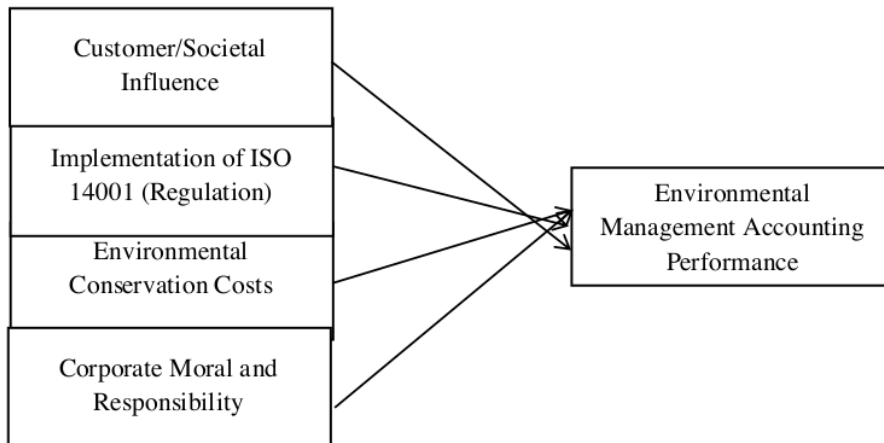 Customer/Societal
Influence
Implementation of ISO
14001 (Regulation)
Environmental
Conservation Costs
Corporate Moral and
Responsibility
Environmental
Management Accounting
Performance